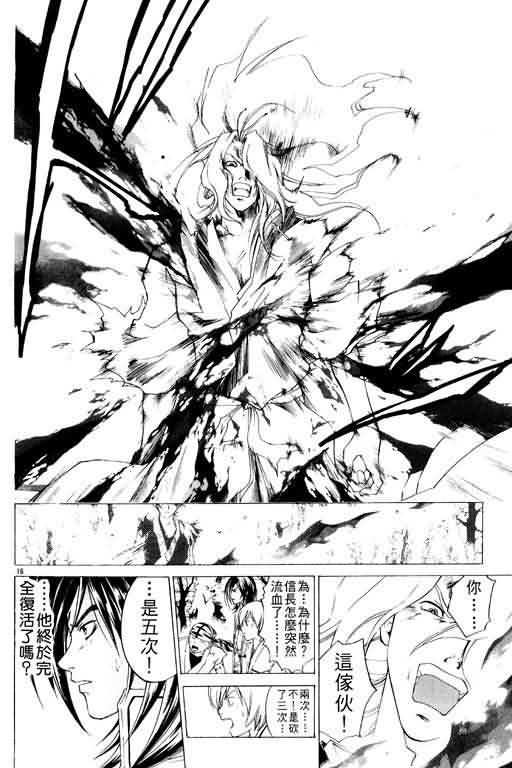 你⋯⋯
這傢伙！
為⋯為什麼？
信長怎麼突然
流血了⋯⋯
兩次⋯⋯
不！是砍
了三次⋯
⋯⋯是五次！
⋯⋯他終於完
全復活了嗎？
16